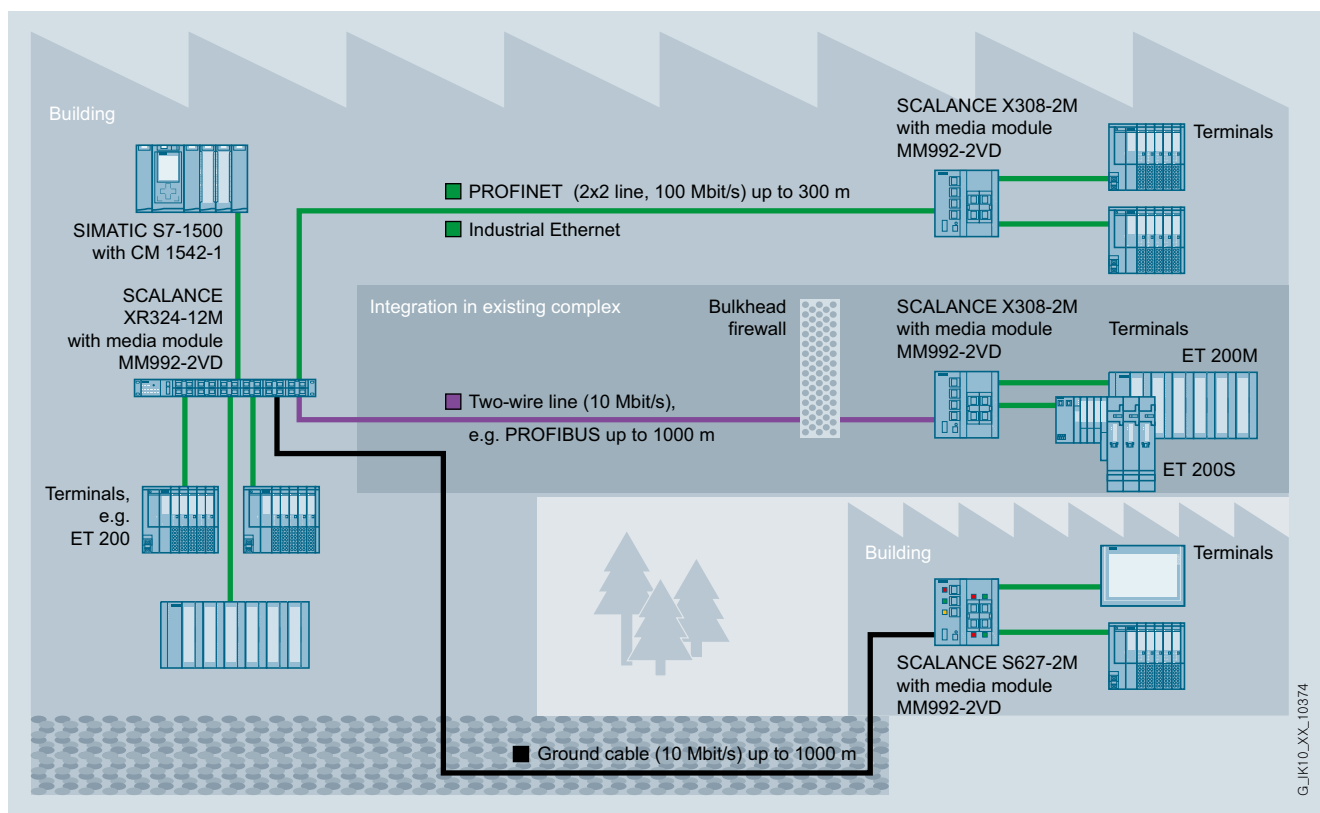 Building
SIMATIC S7-1500
with CM 1542-1
SCALANCE
XR324-12M
with media module
MM992-2VD
Terminals,
e.g.
ET 200
PROFINET (2x2 line, 100 Mbit/s) up to 300 m
Industrial Ethernet
SCALANCE X308-2M
with media module
MM992-2VD
Terminals
Integration in existing complex
Bulkhead
firewall
Two-wire line (10 Mbit/s),
e.g. PROFIBUS up to 1000 m
SCALANCE X308-2M
with media module
MM992-2VD
Terminals
ET 200M
ET 200S
Building
Terminals
SCALANCE S627-2M
with media module
MM992-2VD
Ground cable (10 Mbit/s) up to 1000 m
G_IK10_XX_10374